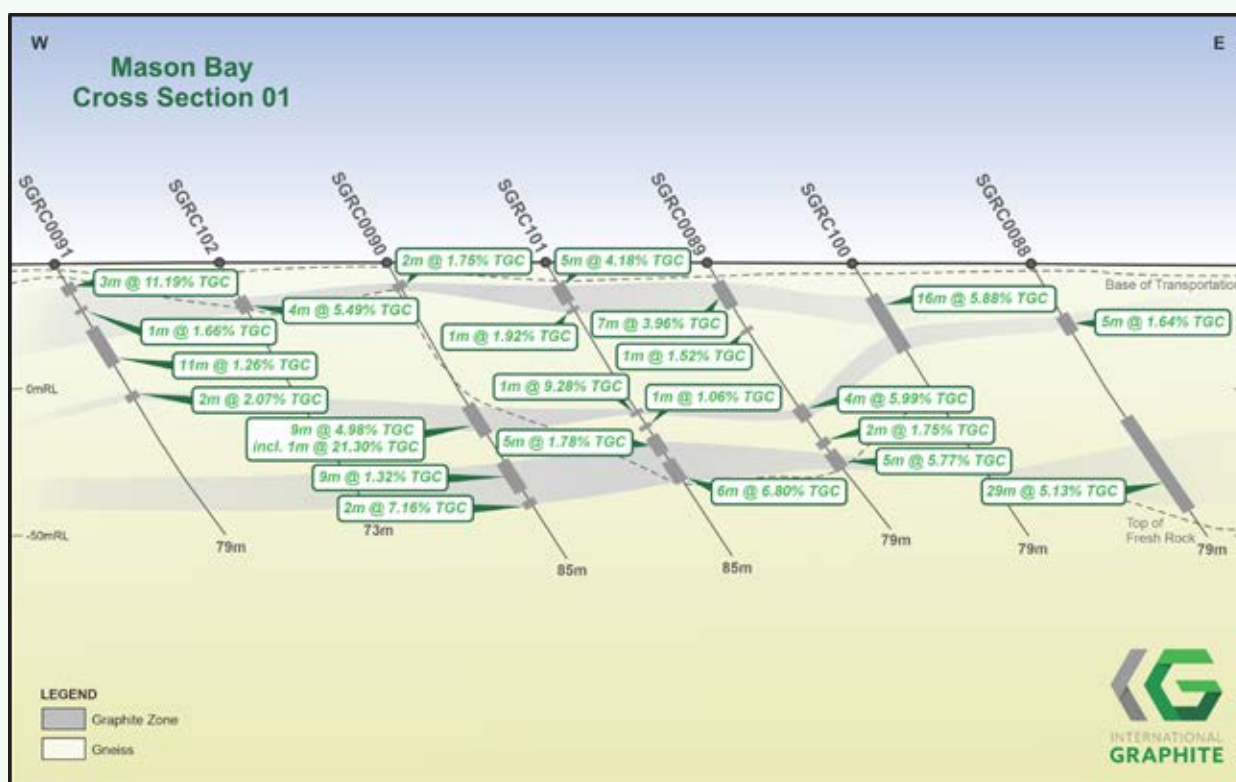 W
E
Mason Bay
Cross Section 01
SGRC0091
SGRC102
SGRC0090
SGRC101
SGRC0089
SGRC100
SGRC0088
3m @ 11.19% TGC
2m @ 1.75% TGC
5m @ 4.18% TGC
Base of Transportation
1m @ 1.66% TGC
4m @ 5.49% TGC
1m @ 1.92% TGC
7m @ 3.96% TGC
16m @ 5.88% TGC
5m @ 1.64% TGC
11m @ 1.26% TGC
1m @ 1.52% TGC
0mRL
2m @ 2.07% TGC
1m @ 9.28% TGC
1m @ 1.06% TGC
4m @ 5.99% TGC
9m @ 4.98% TGC
incl. 1m @ 21.30% TGC
5m @ 1.78% TGC
2m @ 1.75% TGC
9m @ 1.32% TGC
5m @ 5.77% TGC
2m @ 7.16% TGC
6m @ 6.80% TGC
29m @ 5.13% TGC
-50mRL
Top of
Fresh Rock
79m
73m
85m
85m
79m
79m
79m
LEGEND
Graphite Zone
Gneiss
INTERNATIONAL
GRAPHITE